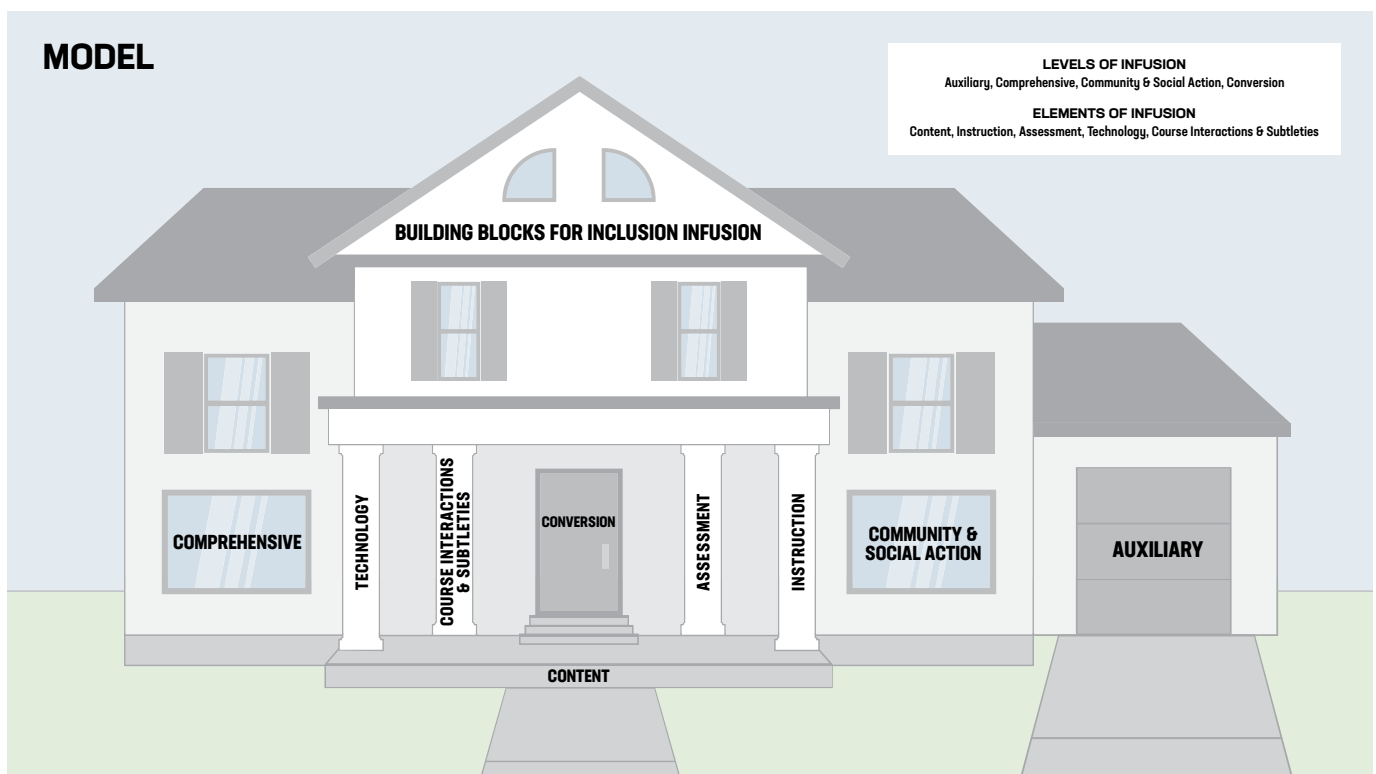 MODEL
LEVELS OF INFUSION
Auxiliary, Comprehensive, Community & Social Action, Conversion
ELEMENTS OF INFUSION
Content, Instruction, Assessment, Technology, Course Interactions & Subtleties
BUILDING BLOCKS FOR INCLUSION INFUSION
COMPREHENSIVE
TECHNOLOGY
COURSE INTERACTIONS
& SUBTLETIES
CONVERSION
ASSESSMENT
INSTRUCTION
COMMUNITY &
SOCIAL ACTION
AUXILIARY
CONTENT